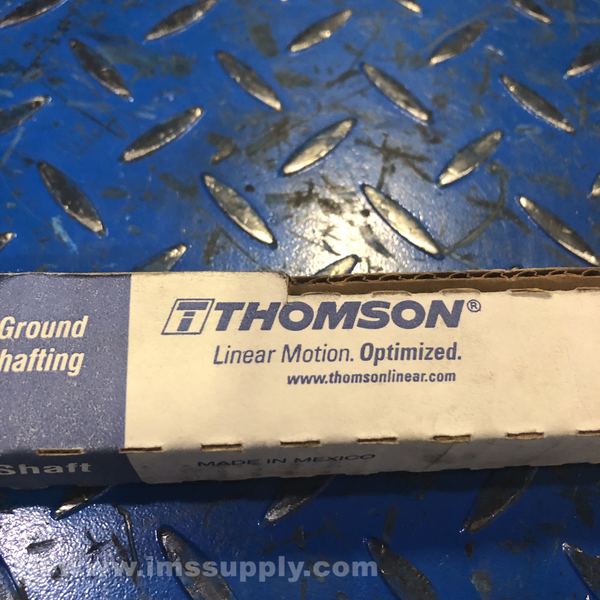 Ground
hafting
THOMSON®
Linear Motion. Optimized.
www.thomsonlinear.com
Shaft
MADE IN MEXICO
www.imssupply.com